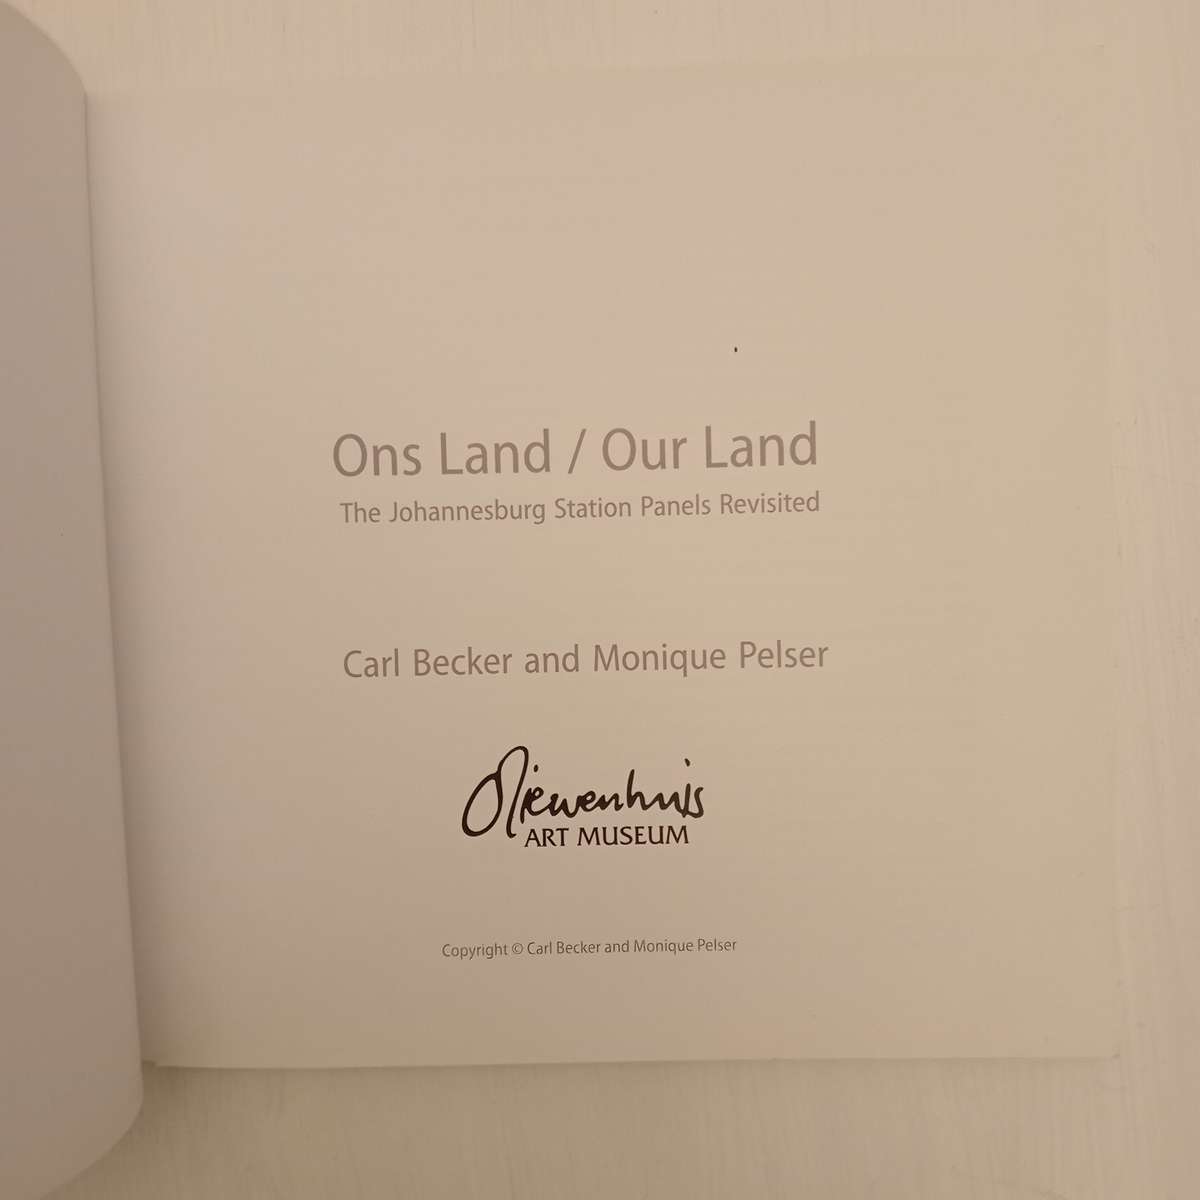 Ons Land / Our Land
The Johannesburg Station Panels Revisited
Carl Becker and Monique Pelser
Oliewenhuis
ART MUSEUM
Copyright © Carl Becker and Monique Pelser